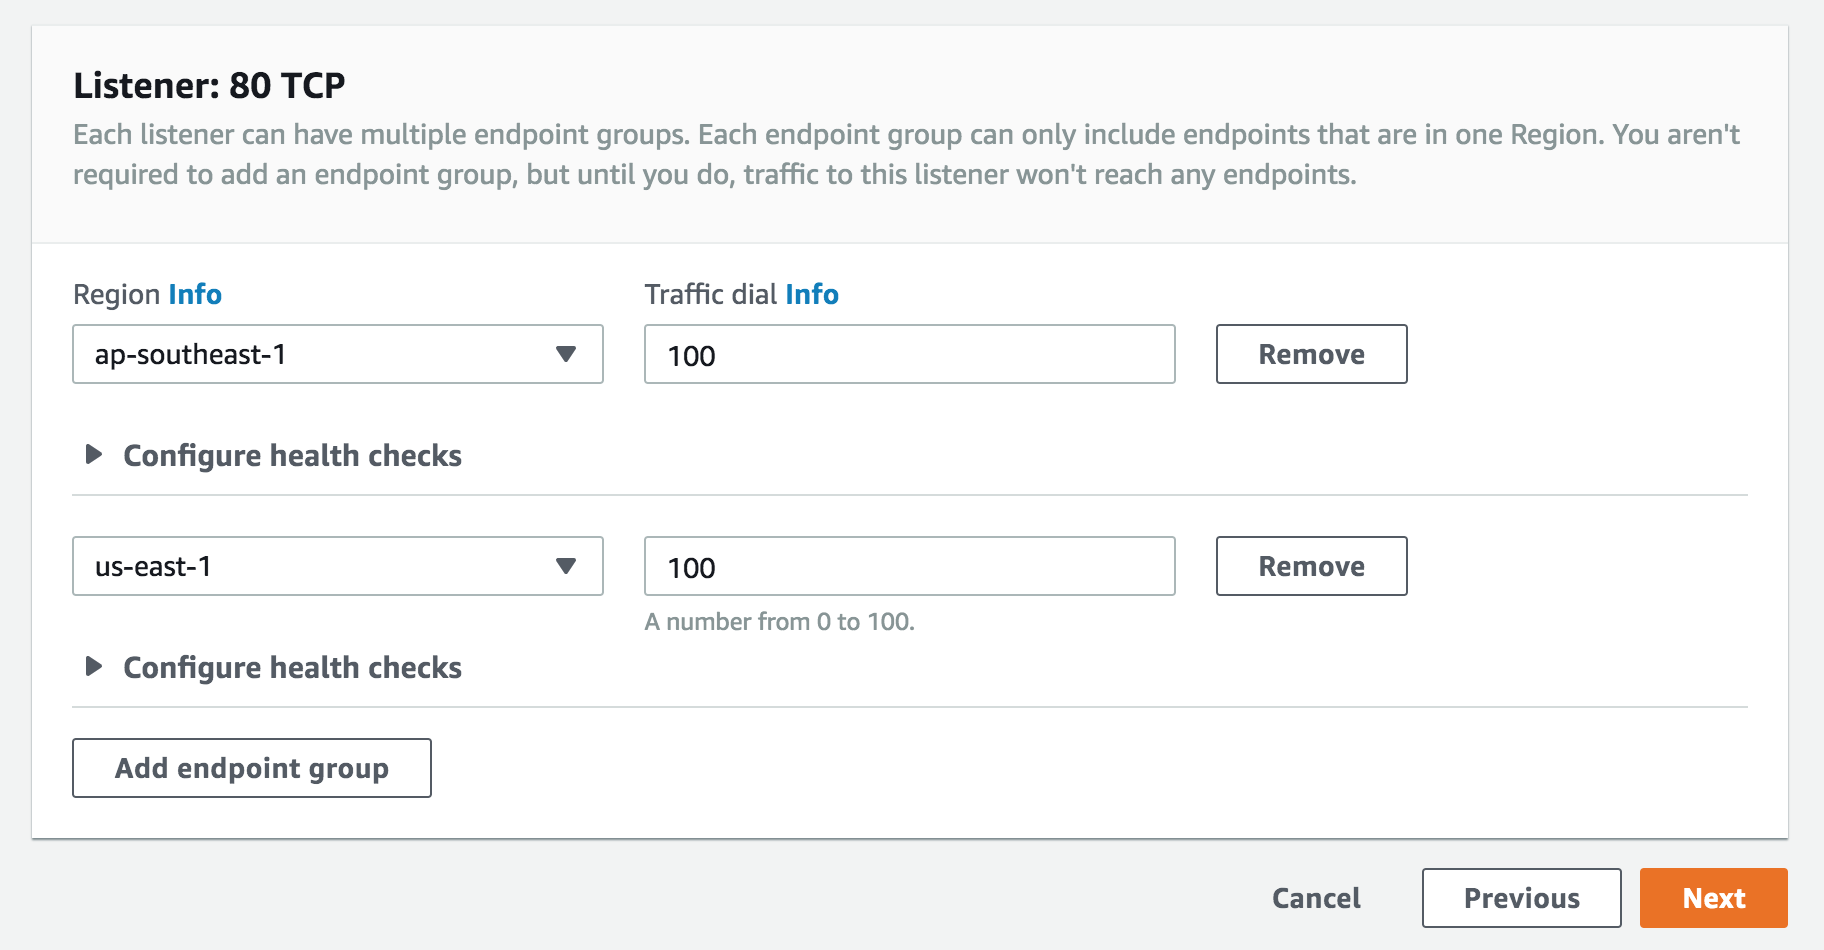 Listener: 80 TCP
Each listener can have multiple endpoint groups. Each endpoint group can only include endpoints that are in one Region. You aren't
required to add an endpoint group, but until you do, traffic to this listener won't reach any endpoints.
Region Info
Traffic dial Info
ap-southeast-1
100
Remove
Configure health checks
us-east-1
100
Remove
A number from 0 to 100.
Configure health checks
Add endpoint group
Cancel
Previous
Next